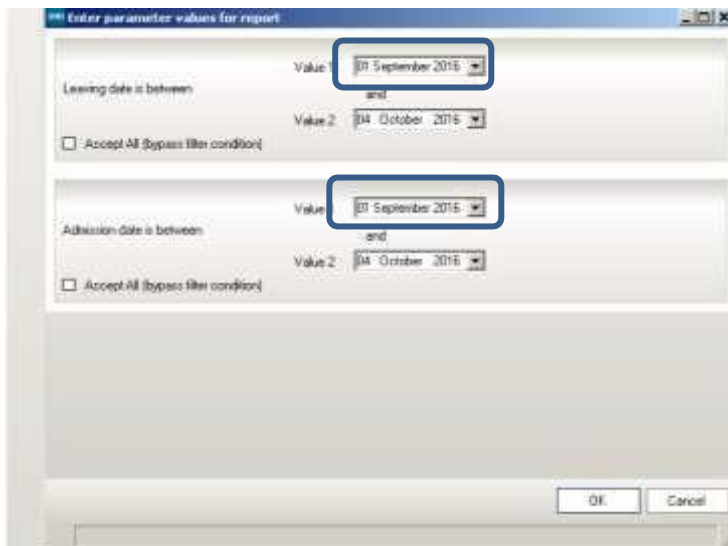 Enter parameter values for report
Value 1 01 September 2016
Leaving date is between
and
Value 2 04 October 2016
Accept All (bypass filter condition)
Value 01 September 2016
Admission date is between
and
Value 2 04 October 2016
Accept All (bypass filter condition)
OK Cancel